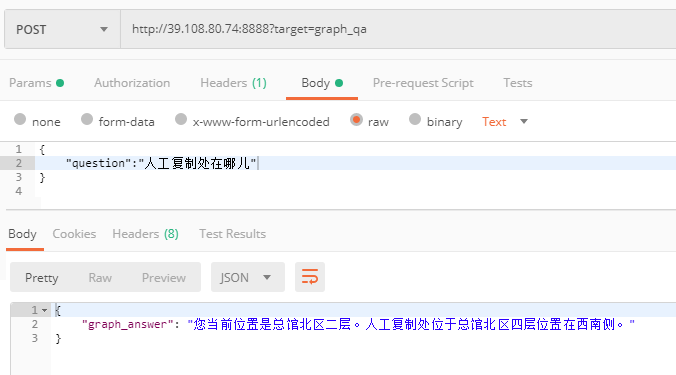 POST http://39.108.80.74:8888?target=graph_qa
Params Authorization Headers (1) Body Pre-request Script Tests
none form-data x-www-form-urlencoded raw binary Text
1 {
2 "question":"人工复制处在哪儿"
3 }
4
Body Cookies Headers (8) Test Results
Pretty Raw Preview JSON
1 {
2 "graph_answer": "您当前位置是总馆北区二层。人工复制处位于总馆北区四层位置在西南侧。"
3 }